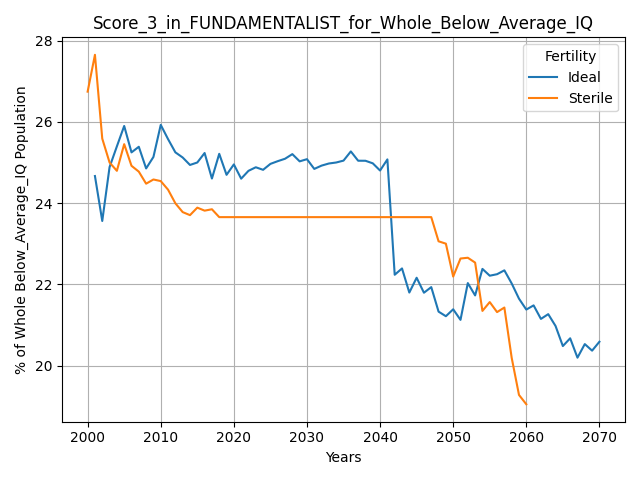 Score_3_in_FUNDAMENTALIST_for_Whole_Below_Average_IQ
% of Whole Below_Average_IQ Population
28
26
24
22
20
Fertility
Ideal
Sterile
2000 2010 2020 2030 2040 2050 2060 2070
Years